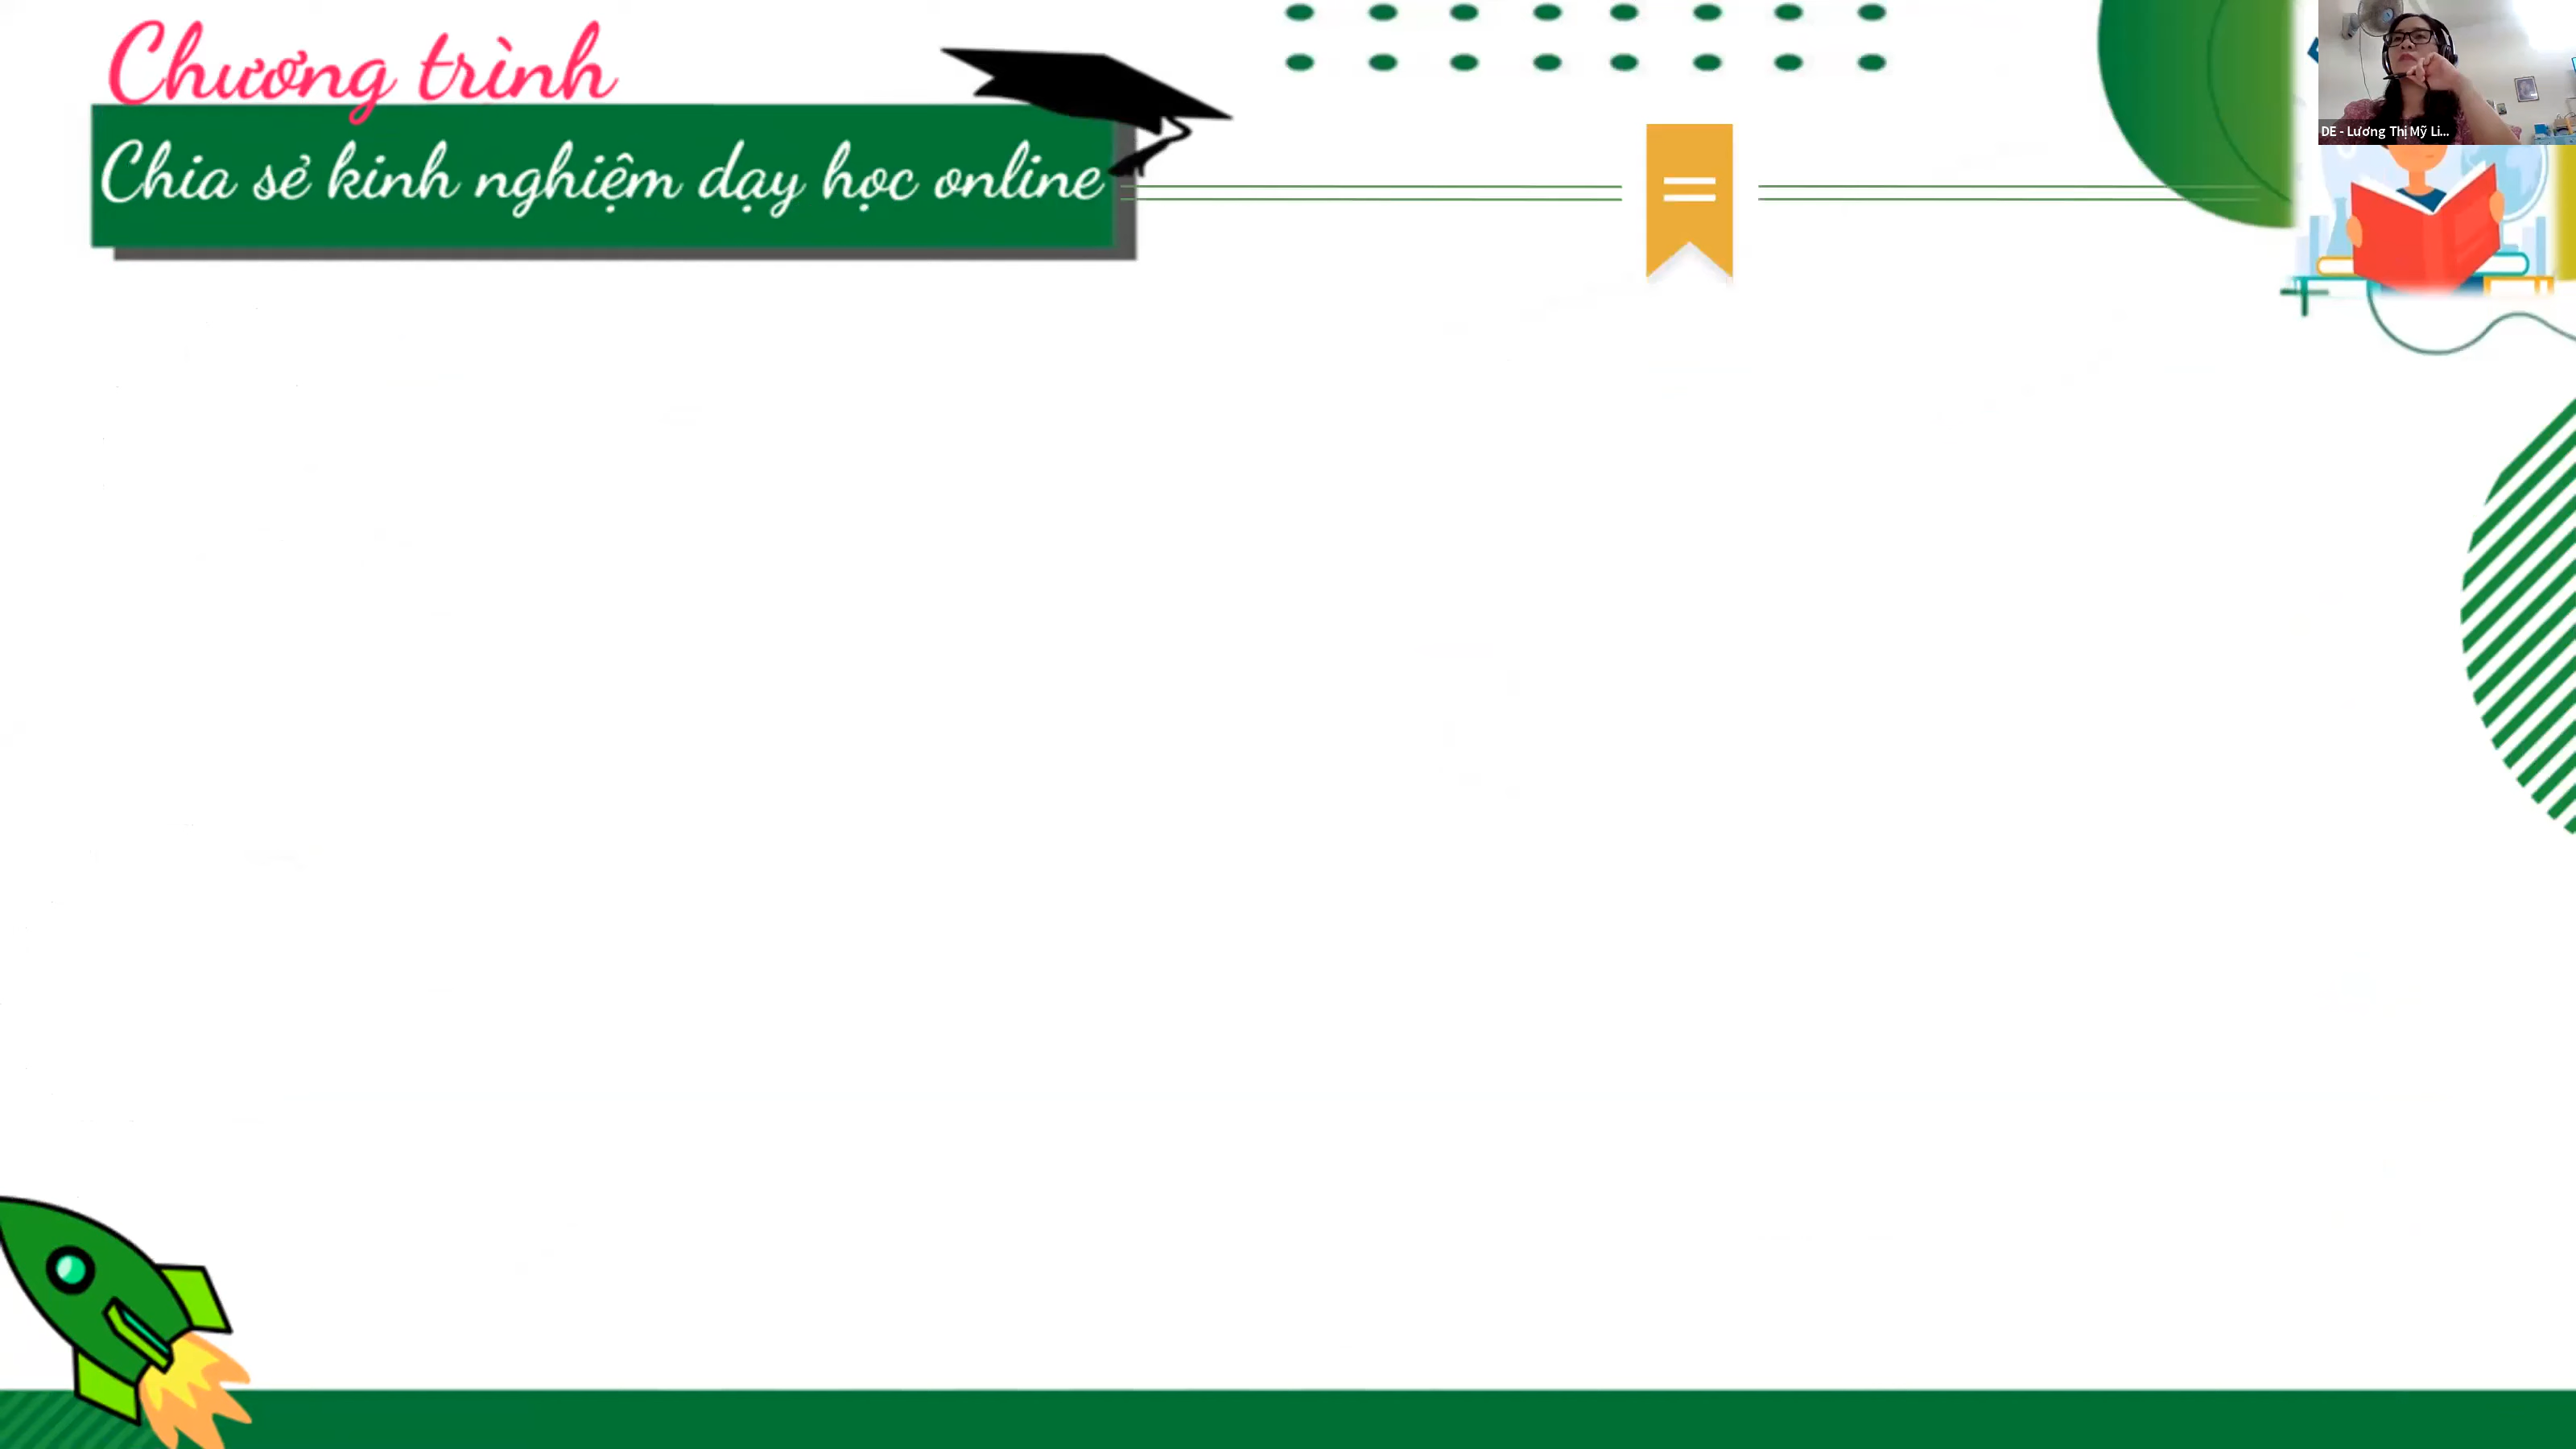 Chương trình
Chia sẻ kinh nghiệm dạy học online
DE - Lương Thị Mỹ Li...